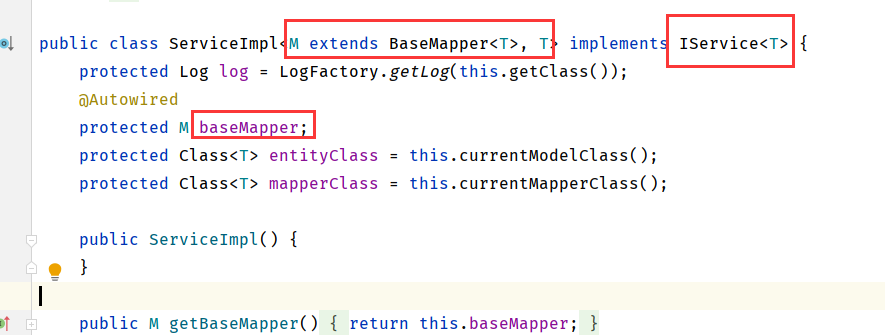 public class ServiceImpl<M extends BaseMapper<T>, T> implements IService<T> {
protected Log log = LogFactory.getLog(this.getClass());
@Autowired
protected M baseMapper;
protected Class<T> entityClass = this.currentModelClass();
protected Class<T> mapperClass = this.currentMapperClass();
public ServiceImpl() {
}
public M getBaseMapper() { return this.baseMapper; }